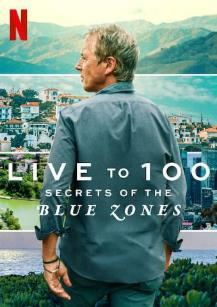 N
LIVE TO 100
SECRETS OF THE
BLUE ZONES